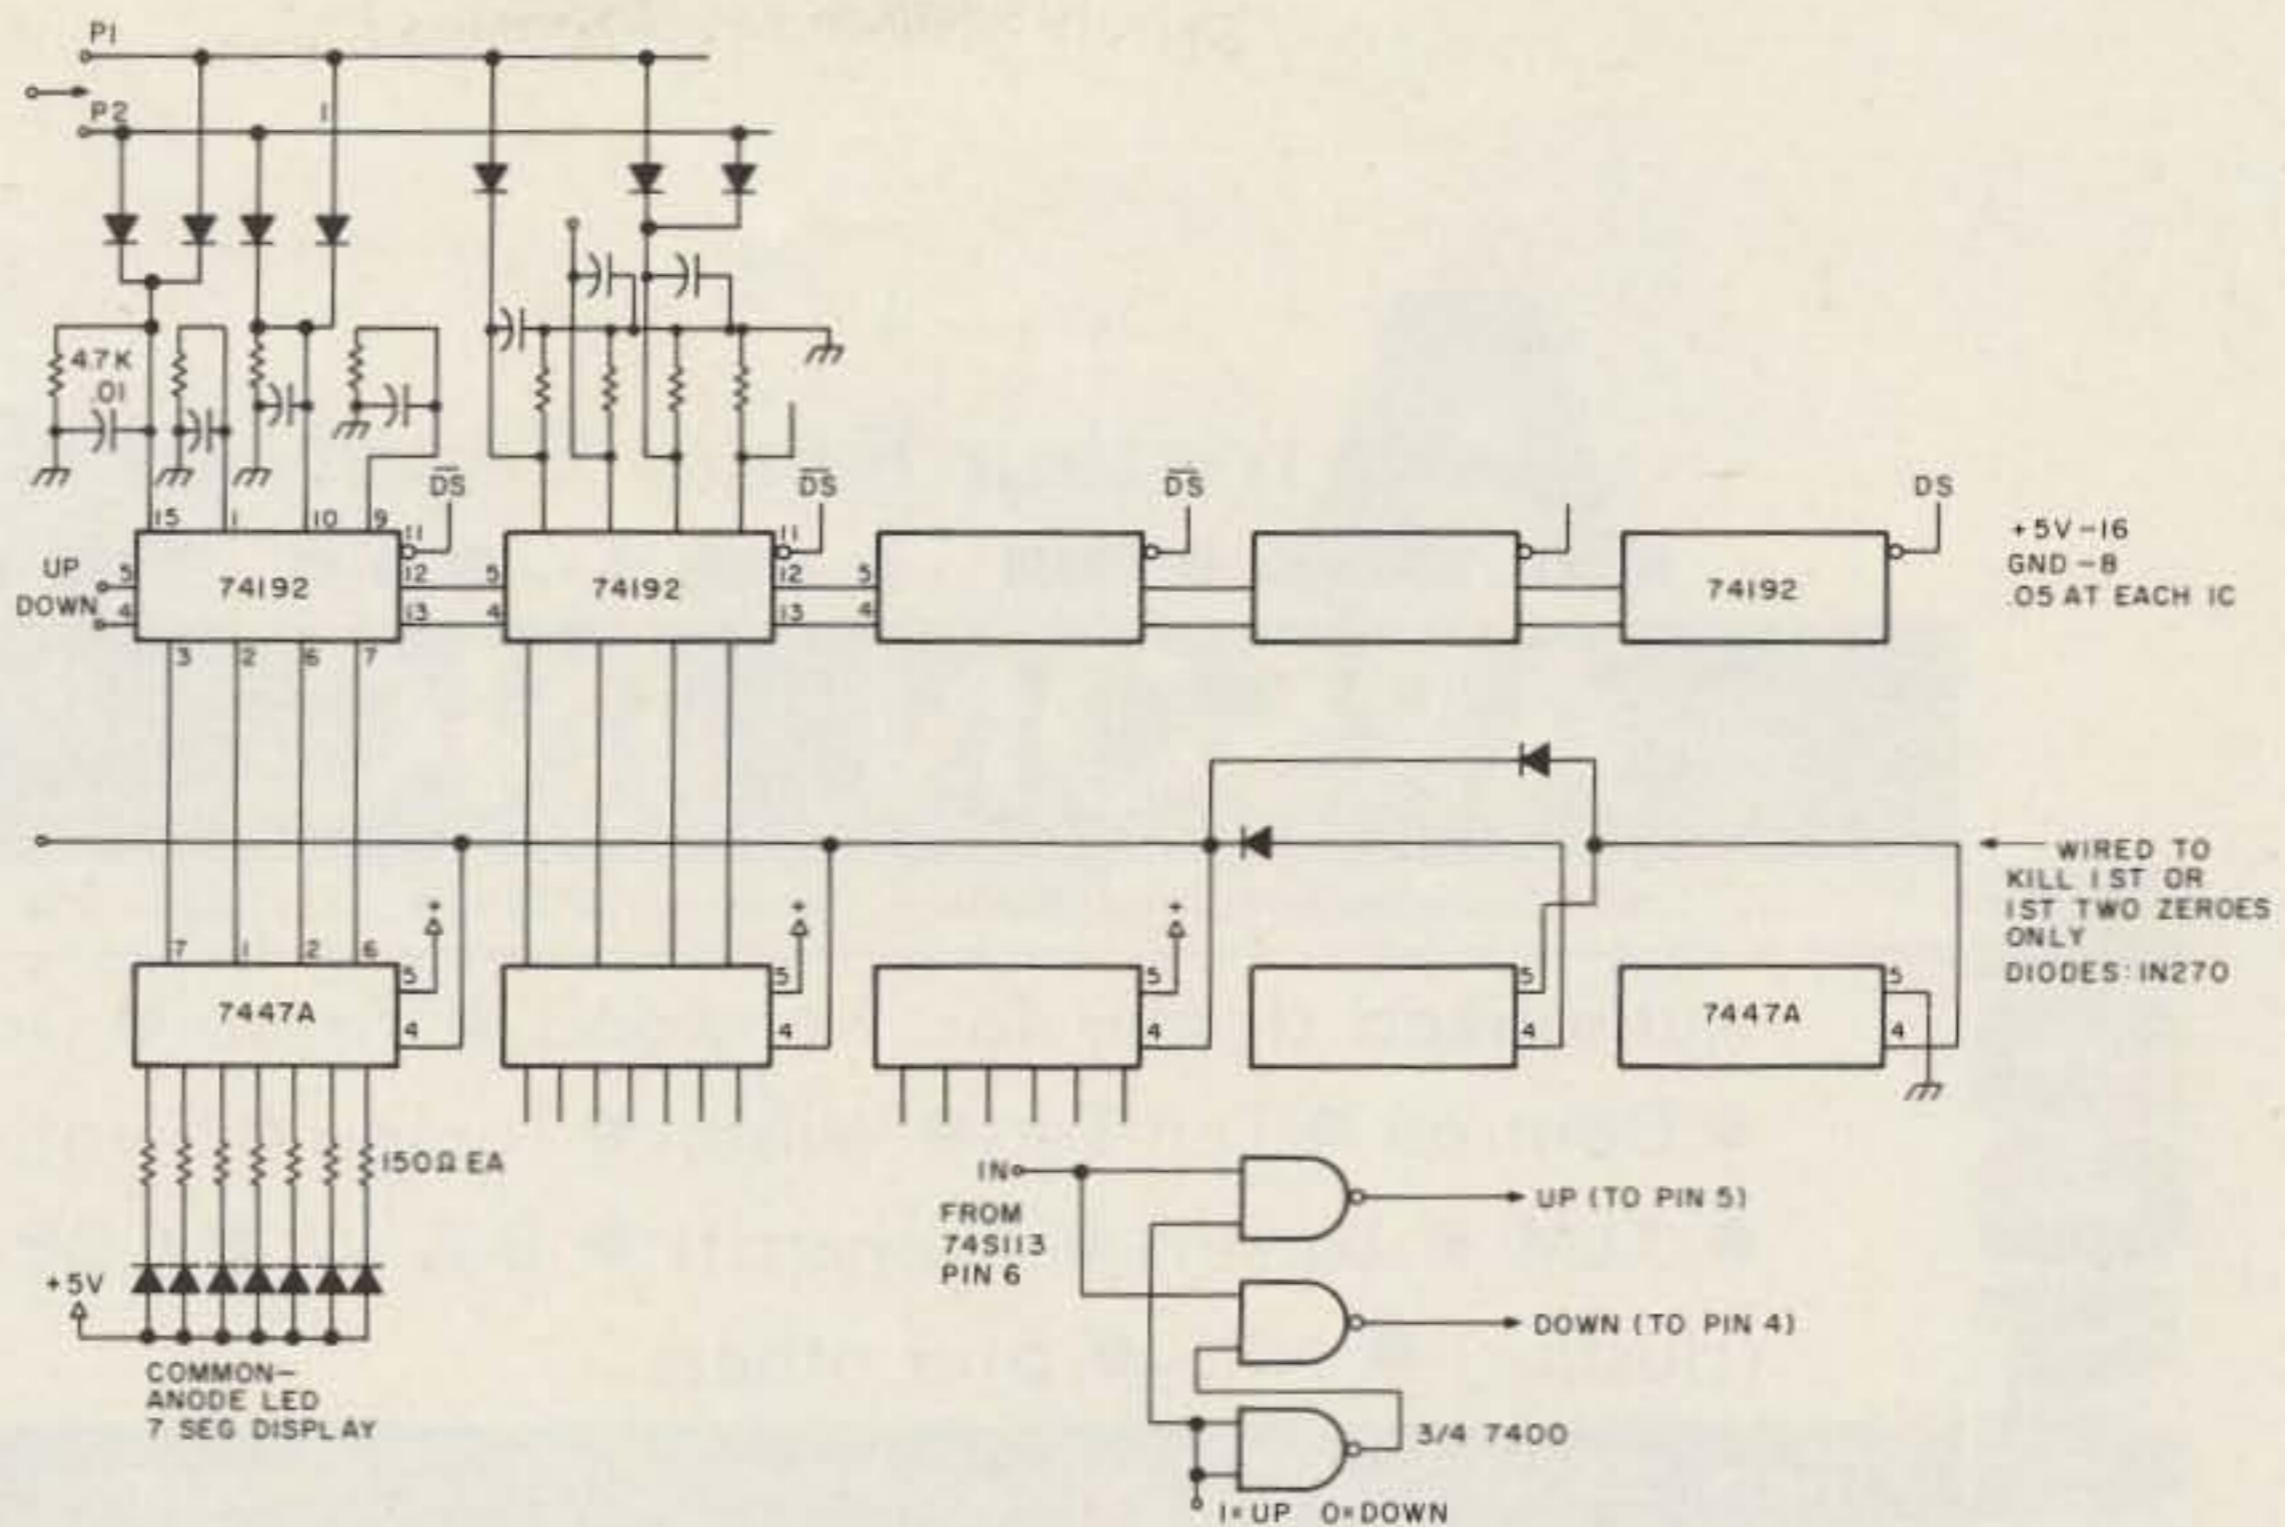 P1
P2
1
47K
.01
DS
DS
DS
DS
15 1 10 9 11 11
UP 5 74192 12 5 74192 12 5 74192
DOWN 4 13 4 13 4
3 2 6 7
+5V-16
GND-8
.05 AT EACH IC
WIRED TO
KILL 1ST OR
1ST TWO ZEROES
ONLY
DIODES: IN270
+ + +
7 1 2 6
5 5 5 5 5
7447A 7447A
4 4 4 4 4
150Ω EA
+5V
COMMON-
ANODE LED
7 SEG DISPLAY
IN
FROM
74S113
PIN 6
UP (TO PIN 5)
DOWN (TO PIN 4)
3/4 7400
1=UP 0=DOWN